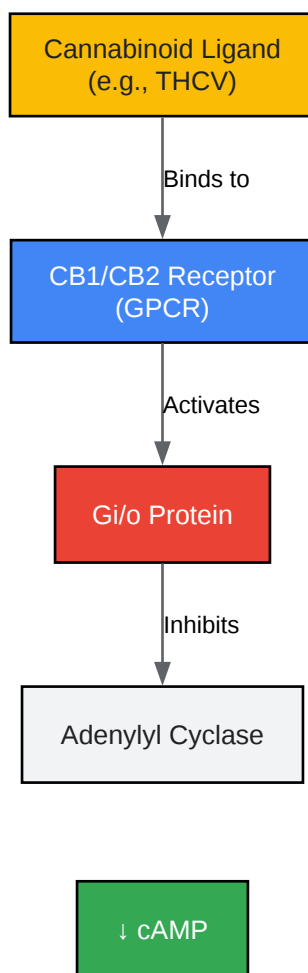 Cannabinoid Ligand
(e.g., THCV)
Binds to
CB1/CB2 Receptor
(GPCR)
Activates
Gi/o Protein
Inhibits
Adenylyl Cyclase
↓ cAMP